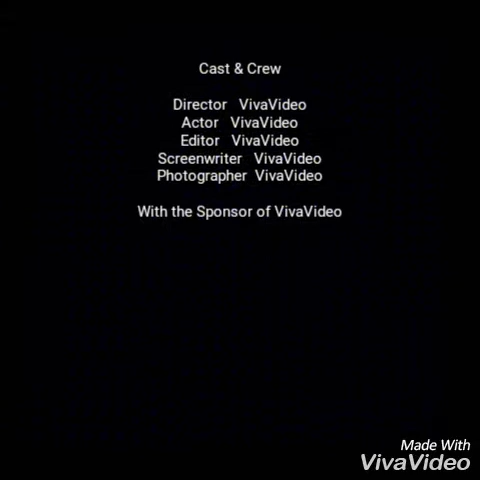 Cast & Crew
Director VivaVideo
Actor VivaVideo
Editor VivaVideo
Screenwriter VivaVideo
Photographer VivaVideo
With the Sponsor of VivaVideo
Made With
VivaVideo